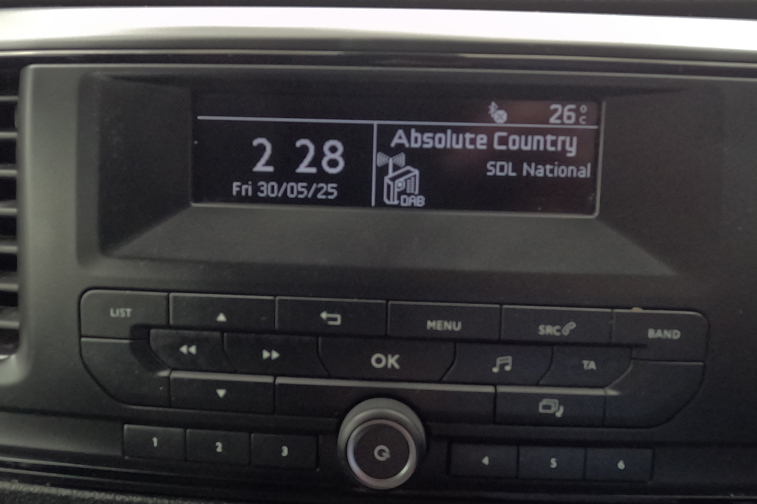 26°C
2 28
Fri 30/05/25
Absolute Country
SDL National
DAB
LIST
MENU
SRC
BAND
OK
TA
1
2
3
4
5
6